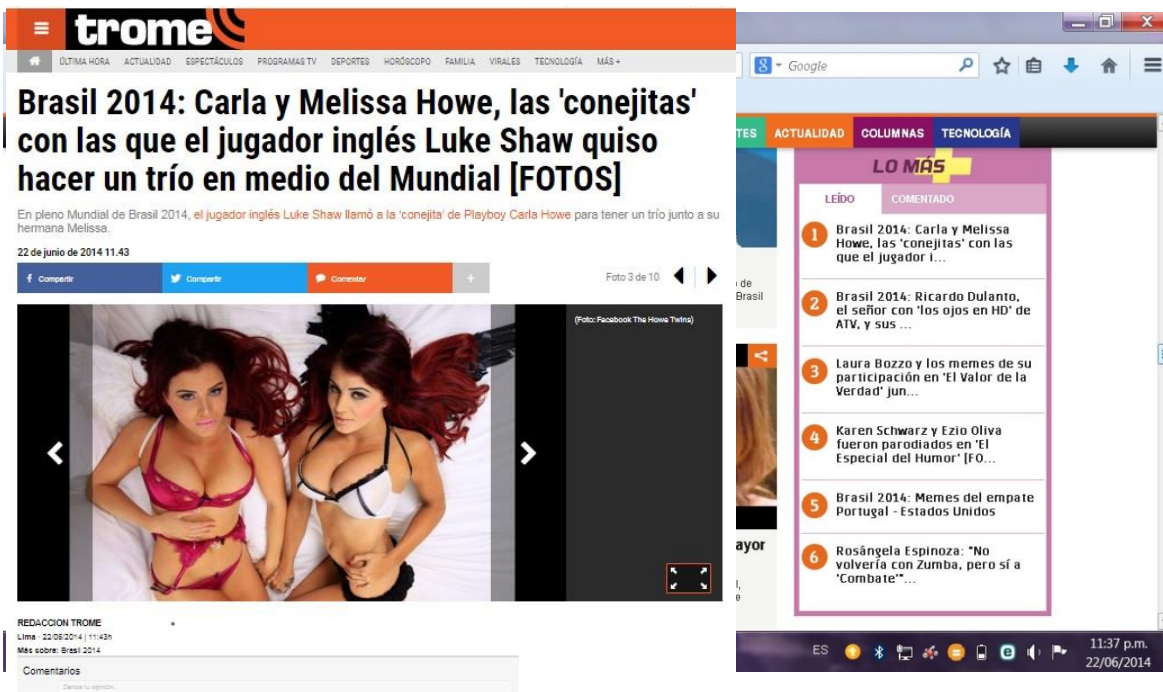 trome
ÚLTIMA HORA ACTUALIDAD ESPECTÁCULOS PROGRAMAS TV DEPORTES HORÓSCOPO FAMILIA VIRALES TECNOLOGÍA MÁS +
Brasil 2014: Carla y Melissa Howe, las 'conejitas'
con las que el jugador inglés Luke Shaw quiso
hacer un trío en medio del Mundial [FOTOS]
En pleno Mundial de Brasil 2014, el jugador inglés Luke Shaw llamó a la 'conejita' de Playboy Carla Howe para tener un trío junto a su
hermana Melissa.
22 de junio de 2014 11.43
Compartir Compartir Comentar +
Foto 3 de 10
(Foto: Facebook The Howe Twins)
REDACCION TROME
Lima - 22/06/2014 | 11:43h
Más sobre: Brasil 2014
Comentarios
Danos tu opinión.
8 Google
TES ACTUALIDAD COLUMNAS TECNOLOGÍA
de
Brasil
ayor
LO MÁS
LEÍDO COMENTADO
1 Brasil 2014: Carla y Melissa
Howe, las 'conejitas' con las
que el jugador i...
2 Brasil 2014: Ricardo Dulanto,
el señor con 'los ojos en HD' de
ATV, y sus ...
3 Laura Bozzo y los memes de su
participación en 'El Valor de la
Verdad' jun...
4 Karen Schwarz y Ezio Oliva
fueron parodiados en 'El
Especial del Humor' [FO...
5 Brasil 2014: Memes del empate
Portugal - Estados Unidos
6 Rosángela Espinoza: "No
volvería con Zumba, pero sí a
'Combate'"...
ES
11:37 p.m.
22/06/2014